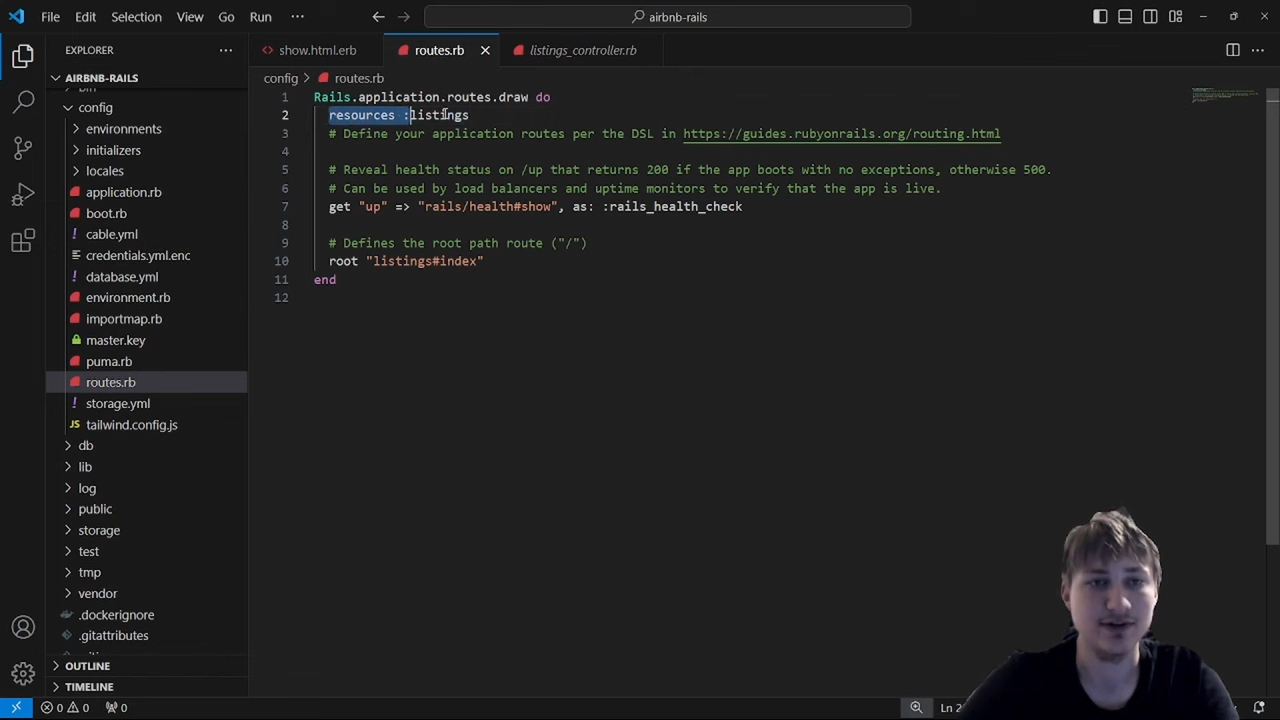 File Edit Selection View Go Run ··· airbnb-rails
EXPLORER ···
show.html.erb routes.rb listings_controller.rb
AIRBNB-RAILS
config > routes.rb
bin
config
environments
initializers
locales
application.rb
boot.rb
cable.yml
credentials.yml.enc
database.yml
environment.rb
importmap.rb
master.key
puma.rb
routes.rb
storage.yml
tailwind.config.js
db
lib
log
public
storage
test
tmp
vendor
.dockerignore
.gitattributes
OUTLINE
TIMELINE
1 Rails.application.routes.draw do
2 resources :listings
3 # Define your application routes per the DSL in https://guides.rubyonrails.org/routing.html
4
5 # Reveal health status on /up that returns 200 if the app boots with no exceptions, otherwise 500.
6 # Can be used by load balancers and uptime monitors to verify that the app is live.
7 get "up" => "rails/health#show", as: :rails_health_check
8
9 # Defines the root path route ("/")
10 root "listings#index"
11 end
12
0 0 0
Ln 2